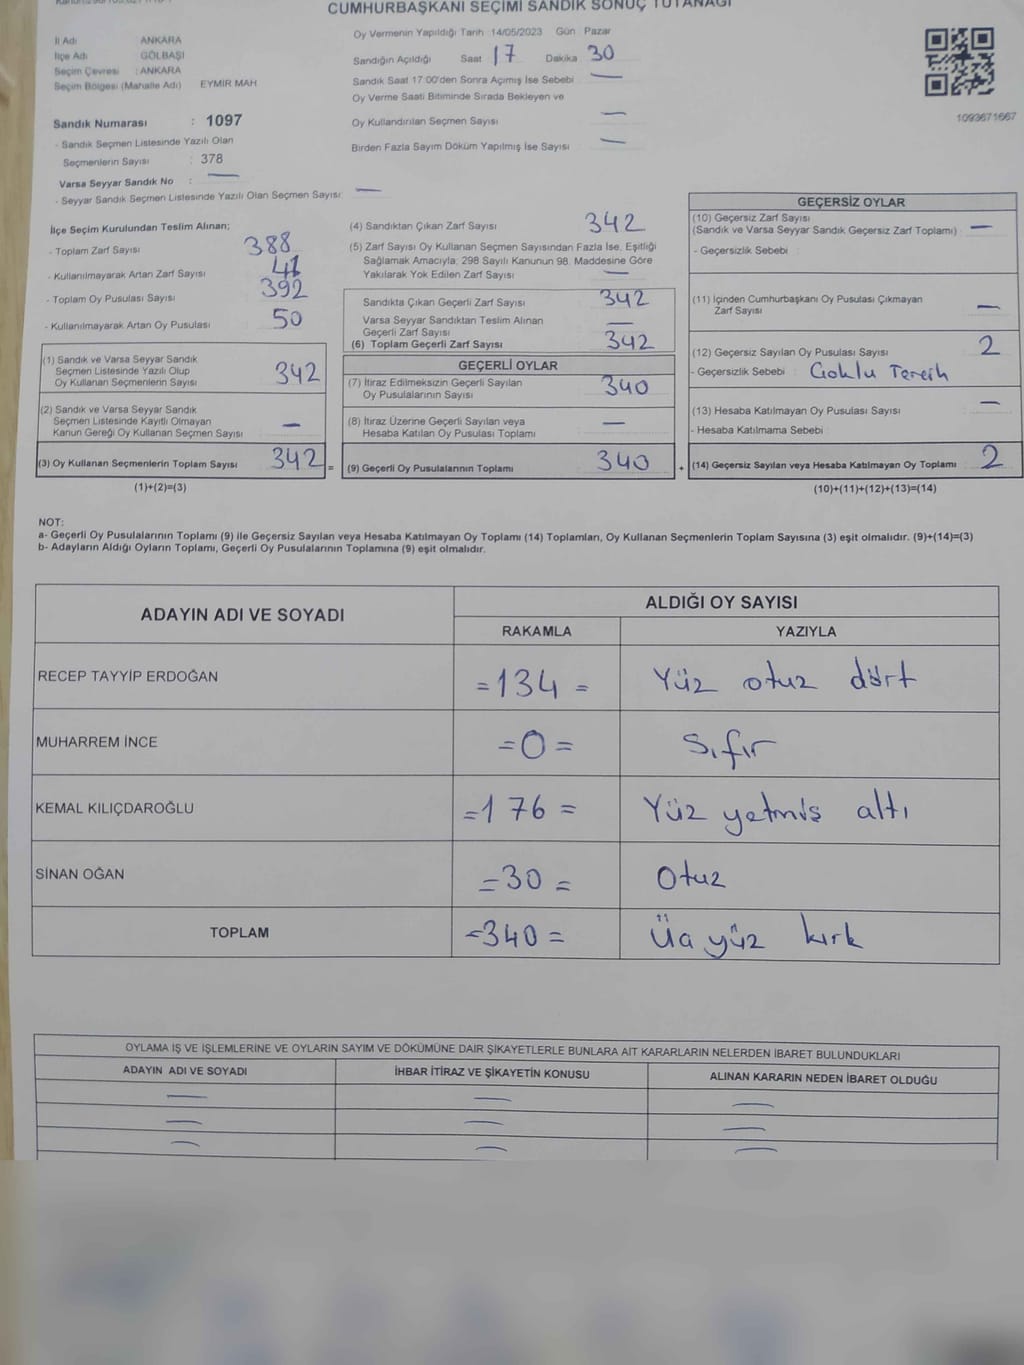 CUMHURBAŞKANI SEÇİMİ SANDIK SONUÇ TUTANAĞI
İl Adı ANKARA
İlçe Adı GÖLBAŞI
Seçim Çevresi : ANKARA
Seçim Bölgesi (Mahalle Adı) EYMİR MAH
Sandık Numarası : 1097
- Sandık Seçmen Listesinde Yazılı Olan
Seçmenlerin Sayısı : 378
Varsa Seyyar Sandık No : —
- Seyyar Sandık Seçmen Listesinde Yazılı Olan Seçmen Sayısı: —
Oy Vermenin Yapıldığı Tarih 14/05/2023 Gün Pazar
Sandığın Açıldığı Saat 17 Dakika 30
Sandık Saat 17:00'den Sonra Açımış İse Sebebi —
Oy Verme Saati Bitiminde Sırada Bekleyen ve
Oy Kullandırılan Seçmen Sayısı —
Birden Fazla Sayım Döküm Yapılmış İse Sayısı —
1093671667
İlçe Seçim Kurulundan Teslim Alınan;
- Toplam Zarf Sayısı 388
- Kullanılmayarak Artan Zarf Sayısı 41
- Toplam Oy Pusulası Sayısı 392
- Kullanılmayarak Artan Oy Pusulası 50
(1) Sandık ve Varsa Seyyar Sandık
Seçmen Listesinde Yazılı Olup
Oy Kullanan Seçmenlerin Sayısı 342
(2) Sandık ve Varsa Seyyar Sandık
Seçmen Listesinde Kayıtlı Olmayan
Kanun Gereği Oy Kullanan Seçmen Sayısı —
(3) Oy Kullanan Seçmenlerin Toplam Sayısı 342 =
(1)+(2)=(3)
(4) Sandıktan Çıkan Zarf Sayısı 342
(5) Zarf Sayısı Oy Kullanan Seçmen Sayısından Fazla İse, Eşitliği
Sağlamak Amacıyla; 298 Sayılı Kanunun 98. Maddesine Göre
Yakılarak Yok Edilen Zarf Sayısı —
Sandıkta Çıkan Geçerli Zarf Sayısı 342
Varsa Seyyar Sandıktan Teslim Alınan
Geçerli Zarf Sayısı —
(6) Toplam Geçerli Zarf Sayısı 342
GEÇERLİ OYLAR
(7) İtiraz Edilmeksizin Geçerli Sayılan
Oy Pusulalarının Sayısı 340
(8) İtiraz Üzerine Geçerli Sayılan veya
Hesaba Katılan Oy Pusulası Toplamı —
(9) Geçerli Oy Pusulalarının Toplamı 340 +
GEÇERSİZ OYLAR
(10) Geçersiz Zarf Sayısı
(Sandık ve Varsa Seyyar Sandık Geçersiz Zarf Toplamı) —
- Geçersizlik Sebebi :
(11) İçinden Cumhurbaşkanı Oy Pusulası Çıkmayan
Zarf Sayısı —
(12) Geçersiz Sayılan Oy Pusulası Sayısı 2
- Geçersizlik Sebebi : Çoklu Tercih
(13) Hesaba Katılmayan Oy Pusulası Sayısı —
- Hesaba Katılmama Sebebi
(14) Geçersiz Sayılan veya Hesaba Katılmayan Oy Toplamı 2
(10)+(11)+(12)+(13)=(14)
NOT:
a- Geçerli Oy Pusulalarının Toplamı (9) ile Geçersiz Sayılan veya Hesaba Katılmayan Oy Toplamı (14) Toplamları, Oy Kullanan Seçmenlerin Toplam Sayısına (3) eşit olmalıdır. (9)+(14)=(3)
b- Adayların Aldığı Oyların Toplamı, Geçerli Oy Pusulalarının Toplamına (9) eşit olmalıdır.
ADAYIN ADI VE SOYADI ALDIĞI OY SAYISI
RAKAMLA YAZIYLA
RECEP TAYYİP ERDOĞAN =134= Yüz otuz dört
MUHARREM İNCE =0= Sıfır
KEMAL KILIÇDAROĞLU =176= Yüz yetmiş altı
SİNAN OĞAN =30= Otuz
TOPLAM =340= Üç yüz kırk
OYLAMA İŞ VE İŞLEMLERİNE VE OYLARIN SAYIM VE DÖKÜMÜNE DAİR ŞİKAYETLERLE BUNLARA AİT KARARLARIN NELERDEN İBARET BULUNDUKLARI
ADAYIN ADI VE SOYADI İHBAR İTİRAZ VE ŞİKAYETİN KONUSU ALINAN KARARIN NEDEN İBARET OLDUĞU
— — —
— — —
— — —